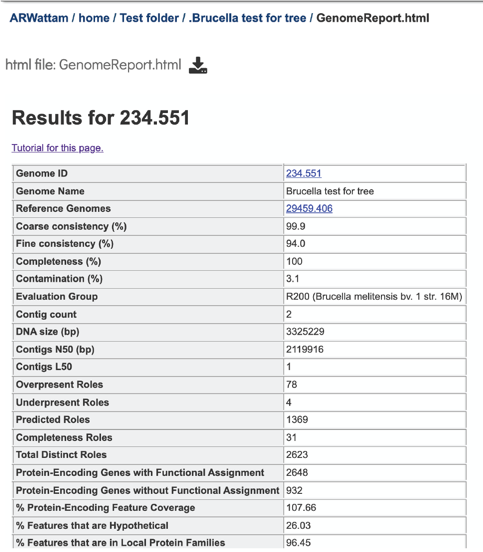 ARWattam / home / Test folder / .Brucella test for tree / GenomeReport.html
html file: GenomeReport.html
Results for 234.551
Tutorial for this page.
Genome ID 234.551
Genome Name Brucella test for tree
Reference Genomes 29459.406
Coarse consistency (%) 99.9
Fine consistency (%) 94.0
Completeness (%) 100
Contamination (%) 3.1
Evaluation Group R200 (Brucella melitensis bv. 1 str. 16M)
Contig count 2
DNA size (bp) 3325229
Contigs N50 (bp) 2119916
Contigs L50 1
Overpresent Roles 78
Underpresent Roles 4
Predicted Roles 1369
Completeness Roles 31
Total Distinct Roles 2623
Protein-Encoding Genes with Functional Assignment 2648
Protein-Encoding Genes without Functional Assignment 932
% Protein-Encoding Feature Coverage 107.66
% Features that are Hypothetical 26.03
% Features that are in Local Protein Families 96.45